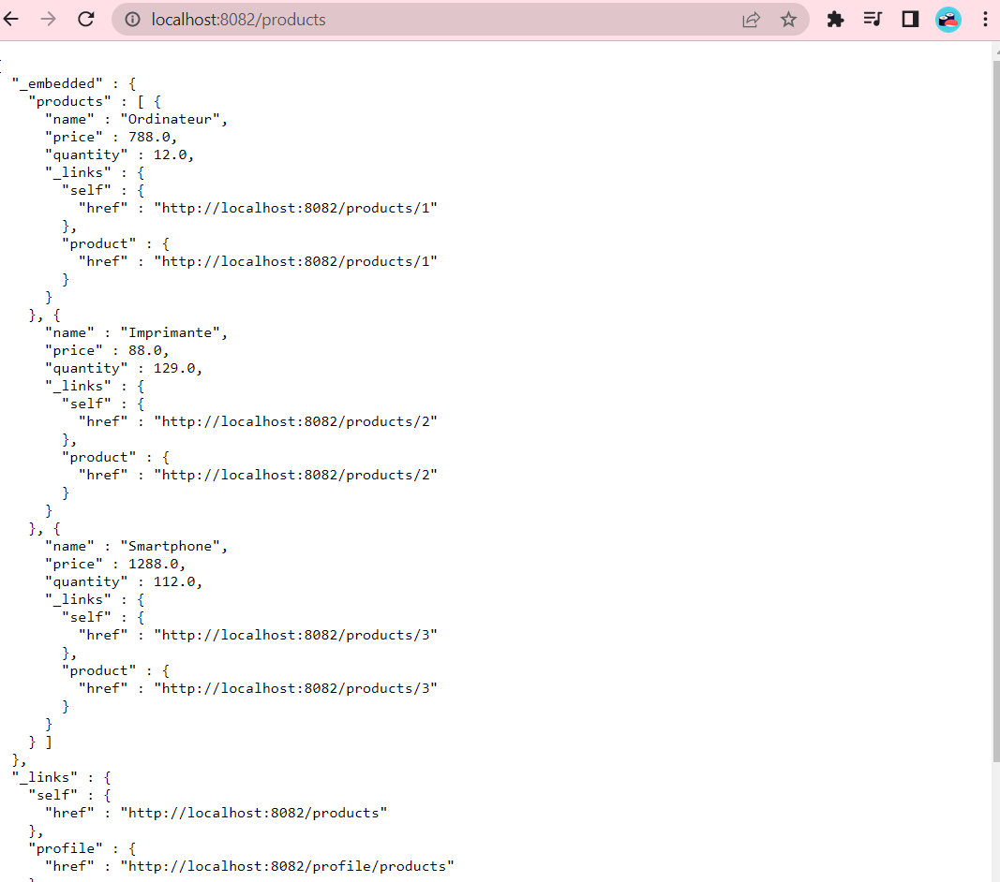 localhost:8082/products
{
  "_embedded" : {
    "products" : [ {
      "name" : "Ordinateur",
      "price" : 788.0,
      "quantity" : 12.0,
      "_links" : {
        "self" : {
          "href" : "http://localhost:8082/products/1"
        },
        "product" : {
          "href" : "http://localhost:8082/products/1"
        }
      }
    }, {
      "name" : "Imprimante",
      "price" : 88.0,
      "quantity" : 129.0,
      "_links" : {
        "self" : {
          "href" : "http://localhost:8082/products/2"
        },
        "product" : {
          "href" : "http://localhost:8082/products/2"
        }
      }
    }, {
      "name" : "Smartphone",
      "price" : 1288.0,
      "quantity" : 112.0,
      "_links" : {
        "self" : {
          "href" : "http://localhost:8082/products/3"
        },
        "product" : {
          "href" : "http://localhost:8082/products/3"
        }
      }
    } ]
  },
  "_links" : {
    "self" : {
      "href" : "http://localhost:8082/products"
    },
    "profile" : {
      "href" : "http://localhost:8082/profile/products"
    }